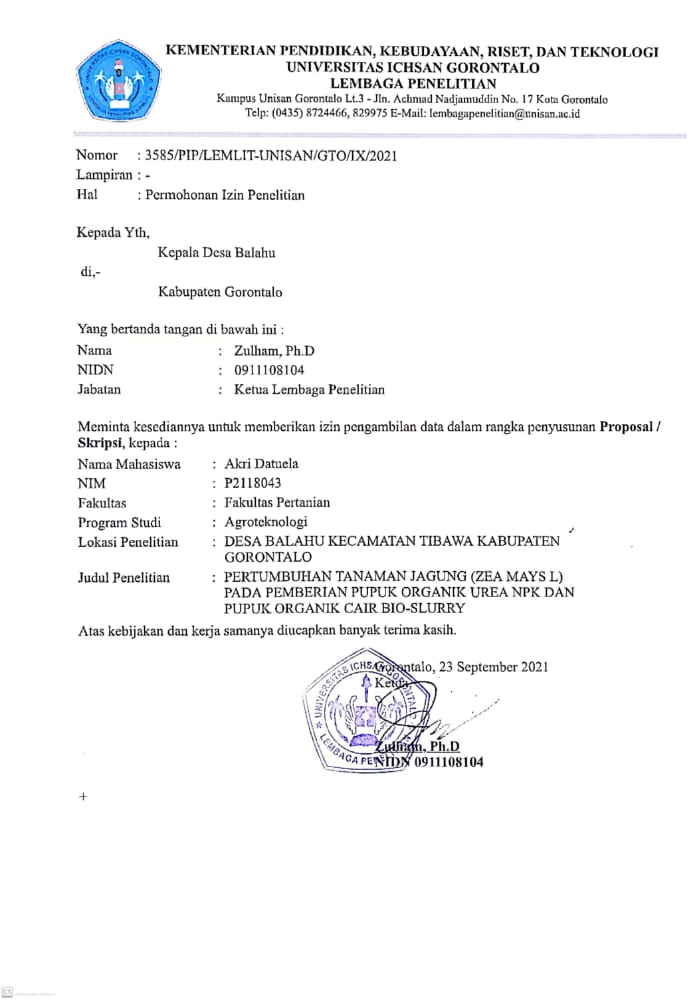 KEMENTERIAN PENDIDIKAN, KEBUDAYAAN, RISET, DAN TEKNOLOGI
UNIVERSITAS ICHSAN GORONTALO
LEMBAGA PENELITIAN
Kampus Unisan Gorontalo Lt.3 - Jln. Achmad Nadjamuddin No. 17 Kota Gorontalo
Telp: (0435) 8724466, 829975 E-Mail: lembagapenelitian@unisan.ac.id
Nomor : 3585/PIP/LEMLIT-UNISAN/GTO/IX/2021
Lampiran : -
Hal : Permohonan Izin Penelitian
Kepada Yth,
Kepala Desa Balahu
di,-
Kabupaten Gorontalo
Yang bertanda tangan di bawah ini :
Nama : Zulham, Ph.D
NIDN : 0911108104
Jabatan : Ketua Lembaga Penelitian
Meminta kesediannya untuk memberikan izin pengambilan data dalam rangka penyusunan Proposal /
Skripsi, kepada :
Nama Mahasiswa : Akri Datuela
NIM : P2118043
Fakultas : Fakultas Pertanian
Program Studi : Agroteknologi
Lokasi Penelitian : DESA BALAHU KECAMATAN TIBAWA KABUPATEN
GORONTALO
Judul Penelitian : PERTUMBUHAN TANAMAN JAGUNG (ZEA MAYS L)
PADA PEMBERIAN PUPUK ORGANIK UREA NPK DAN
PUPUK ORGANIK CAIR BIO-SLURRY
Atas kebijakan dan kerja samanya diucapkan banyak terima kasih.
Gorontalo, 23 September 2021
Ketua
Zulham, Ph.D
NIDN 0911108104
UNIVERSITAS ICHSAN GORONTALO
LEMBAGA PENELITIAN
+
CS